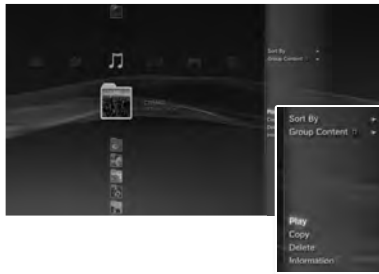 Sort By
Group Content
Sort By
Group Content
Play
Copy
Delete
Information